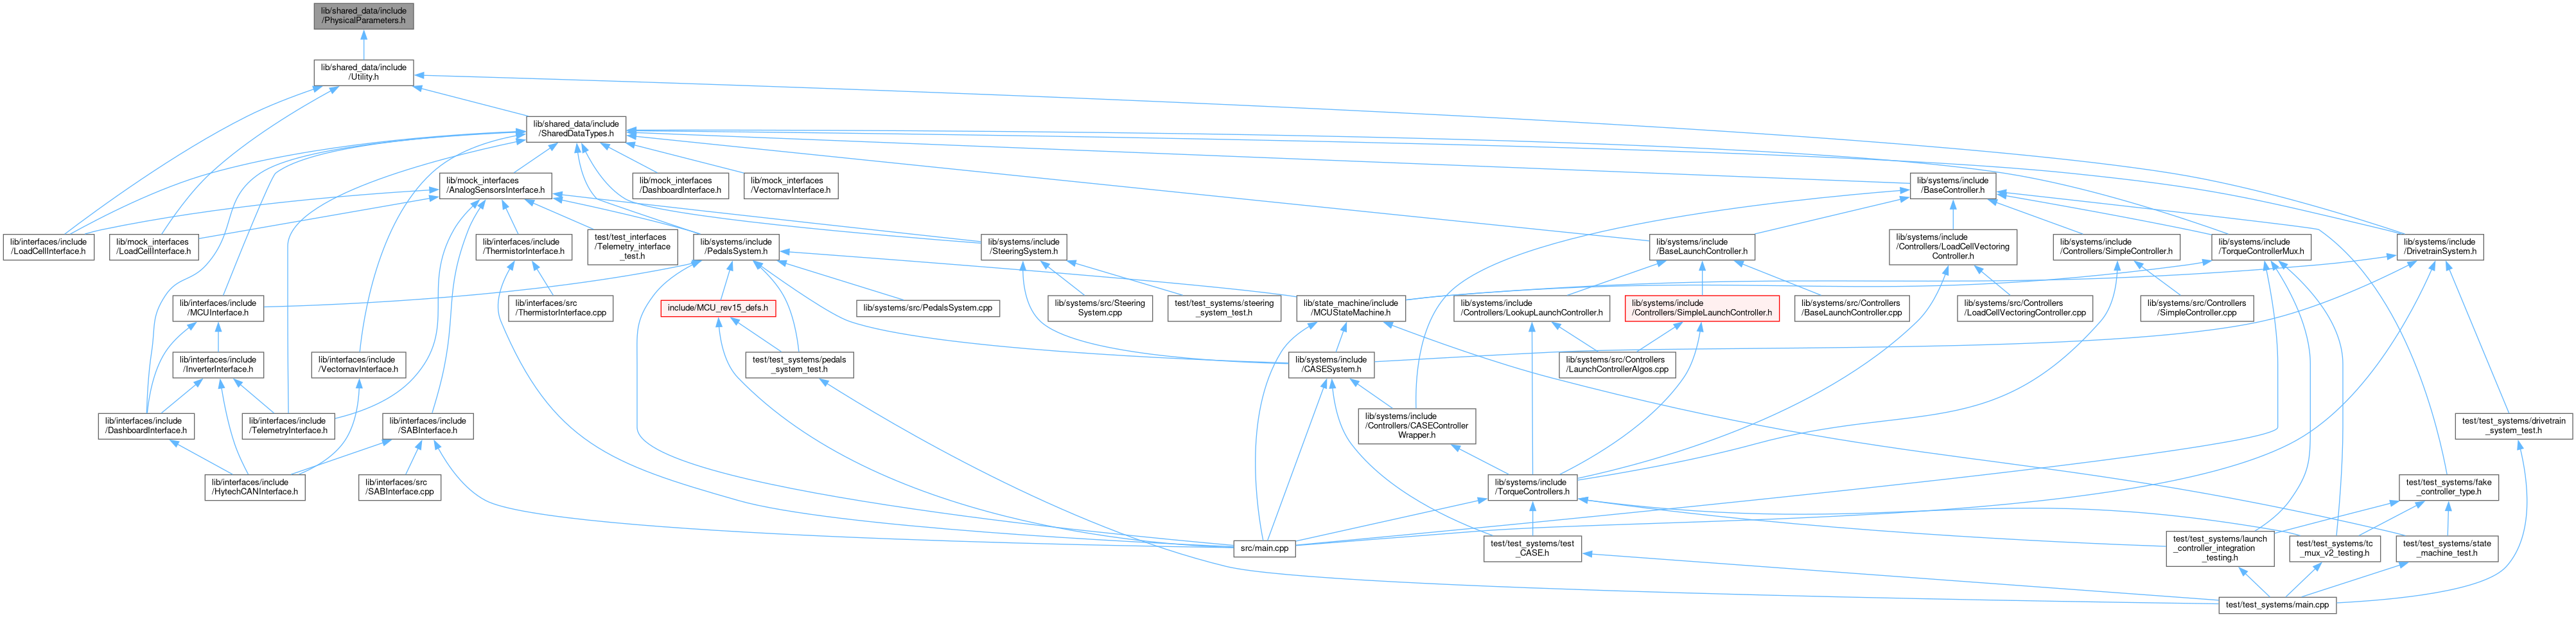 lib/shared_data/include
/PhysicalParameters.h
lib/shared_data/include
/Utility.h
lib/shared_data/include
/SharedDataTypes.h
lib/mock_interfaces
/AnalogSensorsInterface.h
lib/mock_interfaces
/DashboardInterface.h
lib/mock_interfaces
/VectornavInterface.h
lib/systems/include
/BaseController.h
lib/interfaces/include
/LoadCellInterface.h
lib/mock_interfaces
/LoadCellInterface.h
lib/interfaces/include
/ThermistorInterface.h
test/test_interfaces
/Telemetry_interface
_test.h
lib/systems/include
/PedalsSystem.h
lib/systems/include
/SteeringSystem.h
lib/systems/include
/BaseLaunchController.h
lib/systems/include
/Controllers/LoadCellVectoring
Controller.h
lib/systems/include
/Controllers/SimpleController.h
lib/systems/include
/TorqueControllerMux.h
lib/systems/include
/DrivetrainSystem.h
lib/interfaces/include
/MCUInterface.h
lib/interfaces/src
/ThermistorInterface.cpp
include/MCU_rev15_defs.h
lib/systems/src/PedalsSystem.cpp
lib/systems/src/Steering
System.cpp
test/test_systems/steering
_system_test.h
lib/state_machine/include
/MCUStateMachine.h
lib/systems/include
/Controllers/LookupLaunchController.h
lib/systems/include
/Controllers/SimpleLaunchController.h
lib/systems/src/Controllers
/BaseLaunchController.cpp
lib/systems/src/Controllers
/LoadCellVectoringController.cpp
lib/systems/src/Controllers
/SimpleController.cpp
lib/interfaces/include
/InverterInterface.h
lib/interfaces/include
/VectornavInterface.h
test/test_systems/pedals
_system_test.h
lib/systems/include
/CASESystem.h
lib/systems/src/Controllers
/LaunchControllerAlgos.cpp
lib/interfaces/include
/DashboardInterface.h
lib/interfaces/include
/TelemetryInterface.h
lib/interfaces/include
/SABInterface.h
lib/systems/include
/Controllers/CASEController
Wrapper.h
test/test_systems/drivetrain
_system_test.h
lib/interfaces/include
/HytechCANInterface.h
lib/interfaces/src
/SABInterface.cpp
lib/systems/include
/TorqueControllers.h
test/test_systems/fake
_controller_type.h
src/main.cpp
test/test_systems/test
_CASE.h
test/test_systems/launch
_controller_integration
_testing.h
test/test_systems/tc
_mux_v2_testing.h
test/test_systems/state
_machine_test.h
test/test_systems/main.cpp